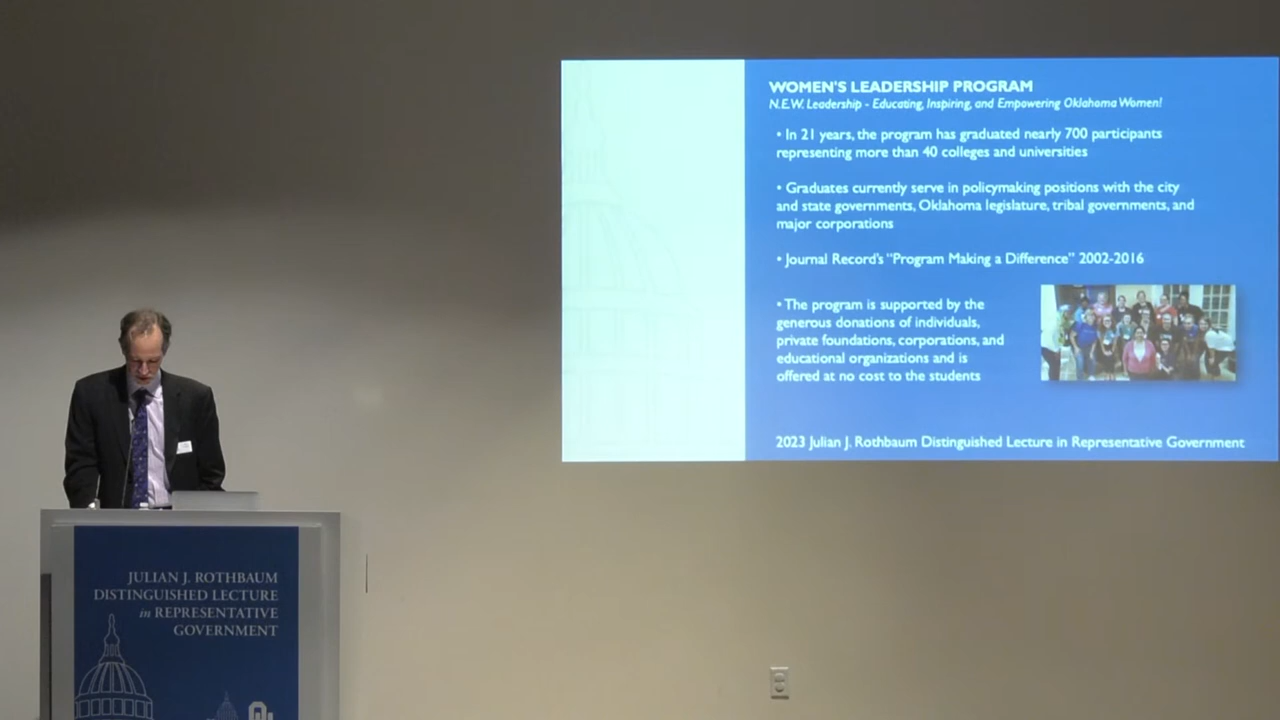 WOMEN'S LEADERSHIP PROGRAM
N.E.W. Leadership - Educating, Inspiring, and Empowering Oklahoma Women!
• In 21 years, the program has graduated nearly 700 participants
representing more than 40 colleges and universities
• Graduates currently serve in policymaking positions with the city
and state governments, Oklahoma legislature, tribal governments, and
major corporations
• Journal Record's "Program Making a Difference" 2002-2016
• The program is supported by the
generous donations of individuals,
private foundations, corporations, and
educational organizations and is
offered at no cost to the students
2023 Julian J. Rothbaum Distinguished Lecture in Representative Government
JULIAN J. ROTHBAUM
DISTINGUISHED LECTURE
in REPRESENTATIVE
GOVERNMENT